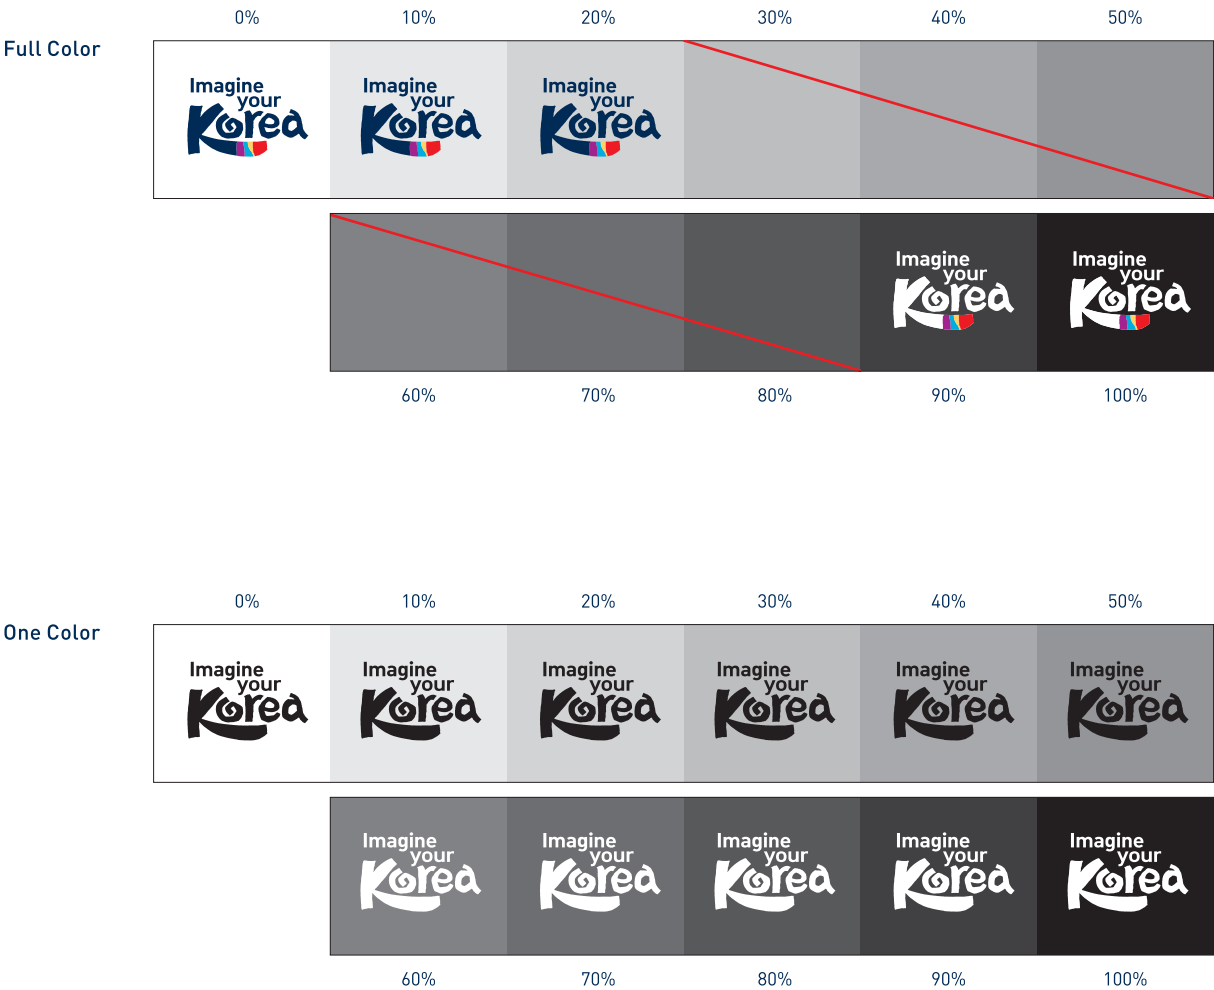 0% 10% 20% 30% 40% 50%
Full Color
Imagine Imagine Imagine
your your your
Korea Korea Korea
Imagine Imagine
your your
Korea Korea
60% 70% 80% 90% 100%
0% 10% 20% 30% 40% 50%
One Color
Imagine Imagine Imagine Imagine Imagine Imagine
your your your your your your
Korea Korea Korea Korea Korea Korea
Imagine Imagine Imagine Imagine Imagine
your your your your your
Korea Korea Korea Korea Korea
60% 70% 80% 90% 100%